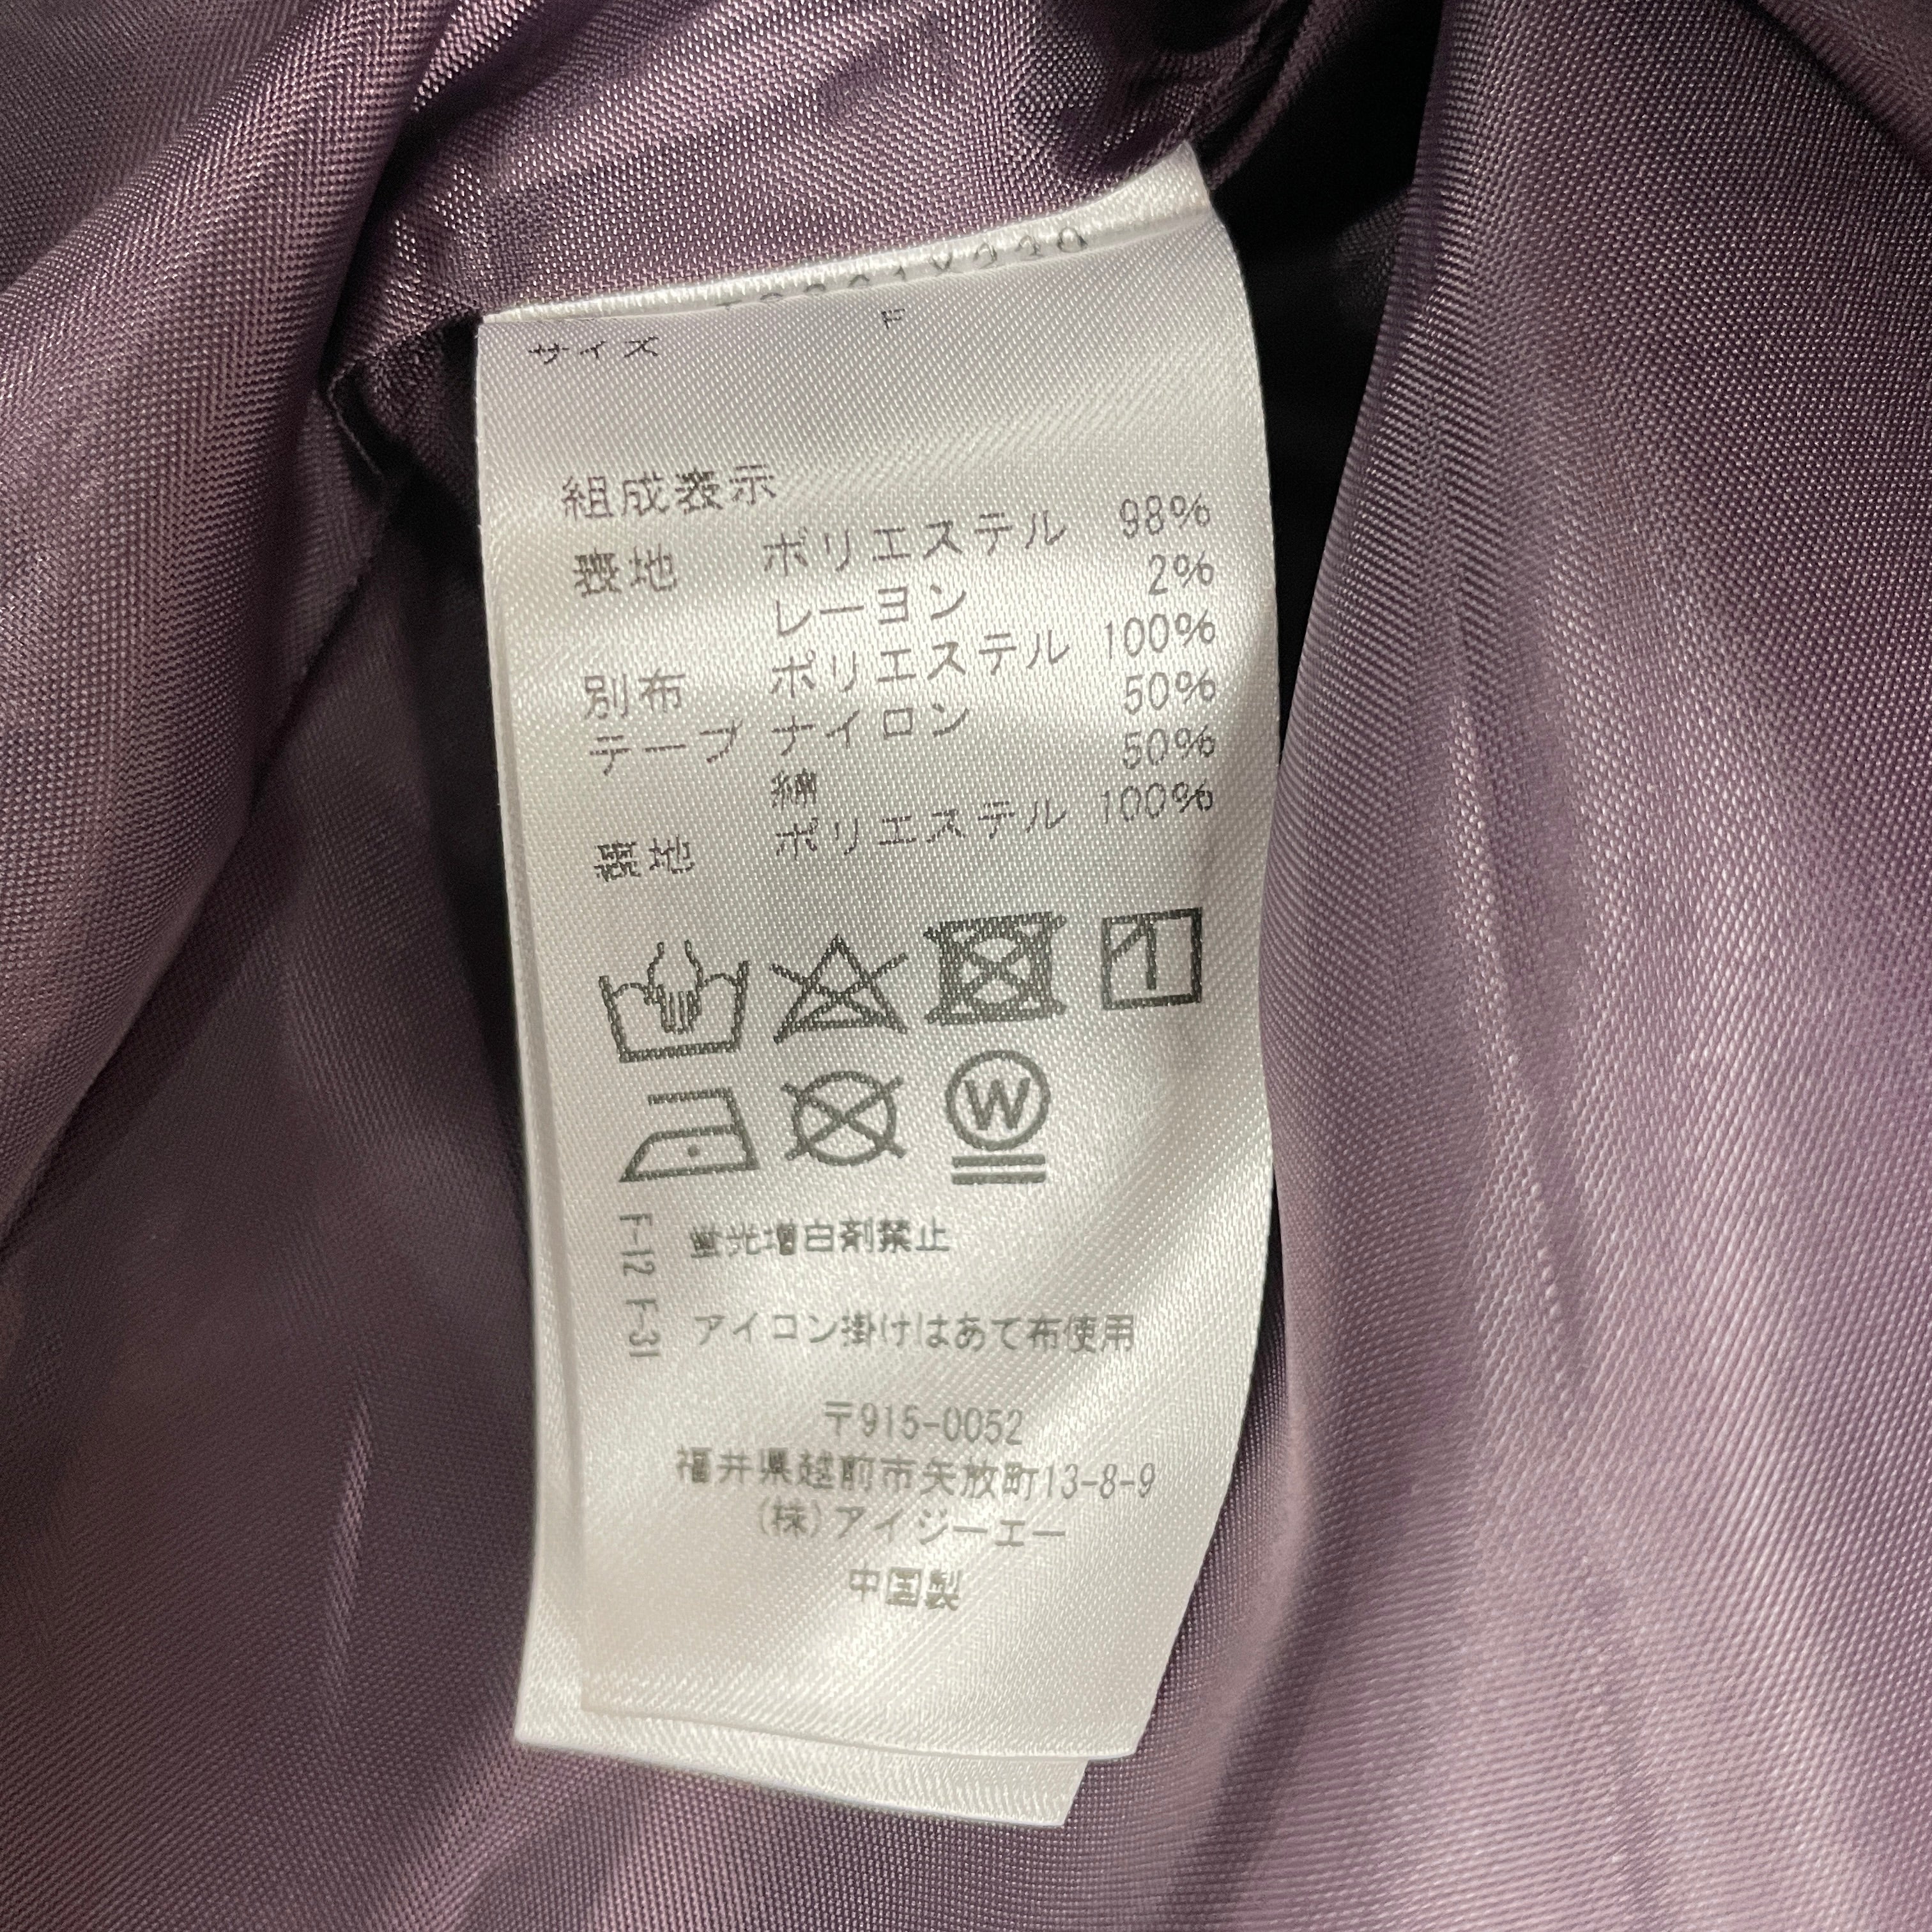 サイズ F
組成表示
表地 ポリエステル 98%
レーヨン 2%
別布 ポリエステル 100%
テープ ナイロン 50%
綿 50%
裏地 ポリエステル 100%
W
F-12 F-31
蛍光増白剤禁止
アイロン掛けはあて布使用
〒915-0052
福井県越前市矢放町13-8-9
(株)アイジーエー
中国製